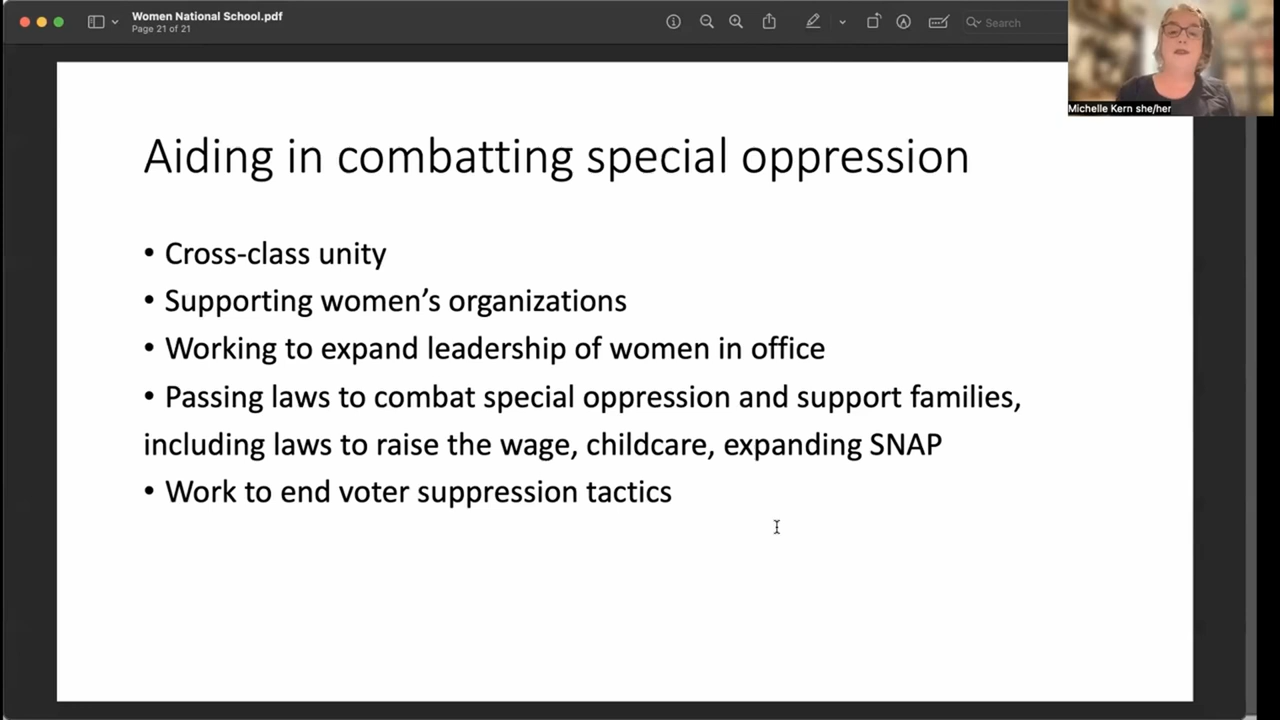 Women National School.pdf
Page 21 of 21
Search
Michelle Kern she/her
Aiding in combatting special oppression
• Cross-class unity
• Supporting women’s organizations
• Working to expand leadership of women in office
• Passing laws to combat special oppression and support families,
including laws to raise the wage, childcare, expanding SNAP
• Work to end voter suppression tactics